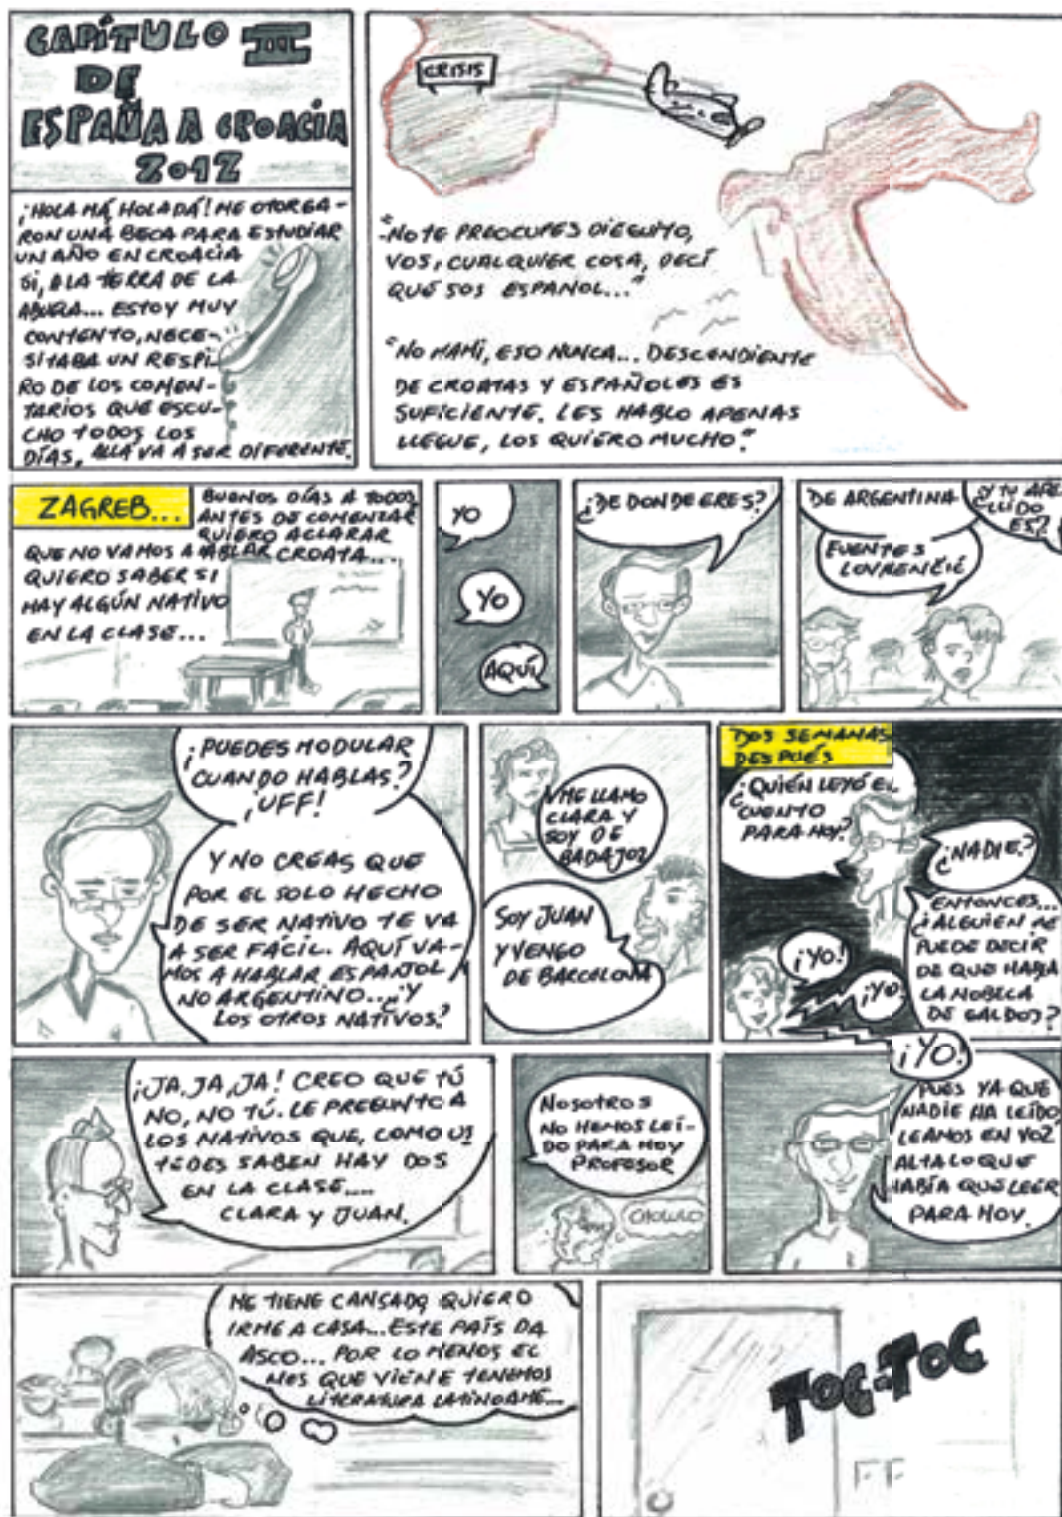 CAPÍTULO III
DE
ESPAÑA A CROACIA
2012
¡HOLA MÁ, HOLA DÁ! ME OTORGA-
RON UNA BECA PARA ESTUDIAR
UN AÑO EN CROACIA
SI, A LA TERRA DE LA
ABUELA... ESTOY MUY
CONTENTO, NECE-
SITABA UN RESPI-
RO DE LOS COMEN-
TARIOS QUE ESCU-
CHO TODOS LOS
DÍAS, ALLÁ VA A SER DIFERENTE.
CRISIS
"NO TE PREOCUPES DIEGUITO,
VOS, CUALQUIER COSA, DECÍ
QUÉ SOS ESPAÑOL..."
"NO MAMI, ESO NUNCA... DESCENDIENTE
DE CROATAS Y ESPAÑOLES ES
SUFICIENTE. LES HABLO APENAS
LLEGUE, LOS QUIERO MUCHO."
ZAGREB...
BUENOS DÍAS A TODOS
ANTES DE COMENZAR
QUIERO ACLARAR
QUE NO VAMOS A HABLAR CROATA...
QUIERO SABER SI
HAY ALGÚN NATIVO
EN LA CLASE...
YO
YO
AQUÍ
¿DE DONDE ERES?
DE ARGENTINA
¿Y TU APE-
LLIDO
ES?
FUENTES
LOVRENČIĆ
¿PUEDES MODULAR
CUANDO HABLAS?
¡UFF!
Y NO CREAS QUE
POR EL SOLO HECHO
DE SER NATIVO TE VA
A SER FÁCIL. AQUÍ VA-
MOS A HABLAR ESPAÑOL
NO ARGENTINO... ¿Y
LOS OTROS NATIVOS?
ME LLAMO
CLARA Y
SOY DE
BADAJOZ
SOY JUAN
Y VENGO
DE BARCELONA
DOS SEMANAS
DESPUÉS
¿QUIÉN LEYÓ EL
CUENTO
PARA HOY?
¿NADIE?
ENTONCES...
¿ALGUIEN ME
PUEDE DECIR
DE QUE HABLA
LA NOBELA
DE GALDOS?
¡YO!
¡YO!
¡YO!
¡JA, JA, JA! CREO QUE TÚ
NO, NO TÚ. LE PREGUNTO A
LOS NATIVOS QUE, COMO US
TEDES SABEN HAY DOS
EN LA CLASE....
CLARA Y JUAN.
NOSOTROS
NO HEMOS LEÍ-
DO PARA HOY
PROFESOR
CHOLULO
PUES YA QUE
NADIE HA LEÍDO,
LEAMOS EN VOZ
ALTA LO QUE
HABÍA QUE LEER
PARA HOY.
ME TIENE CANSADO, QUIERO
IRME A CASA... ESTE PAÍS DA
ASCO... POR LO MENOS EL
MES QUE VIENE TENEMOS
LITERATURA LATINOAME...
TOC-TOC